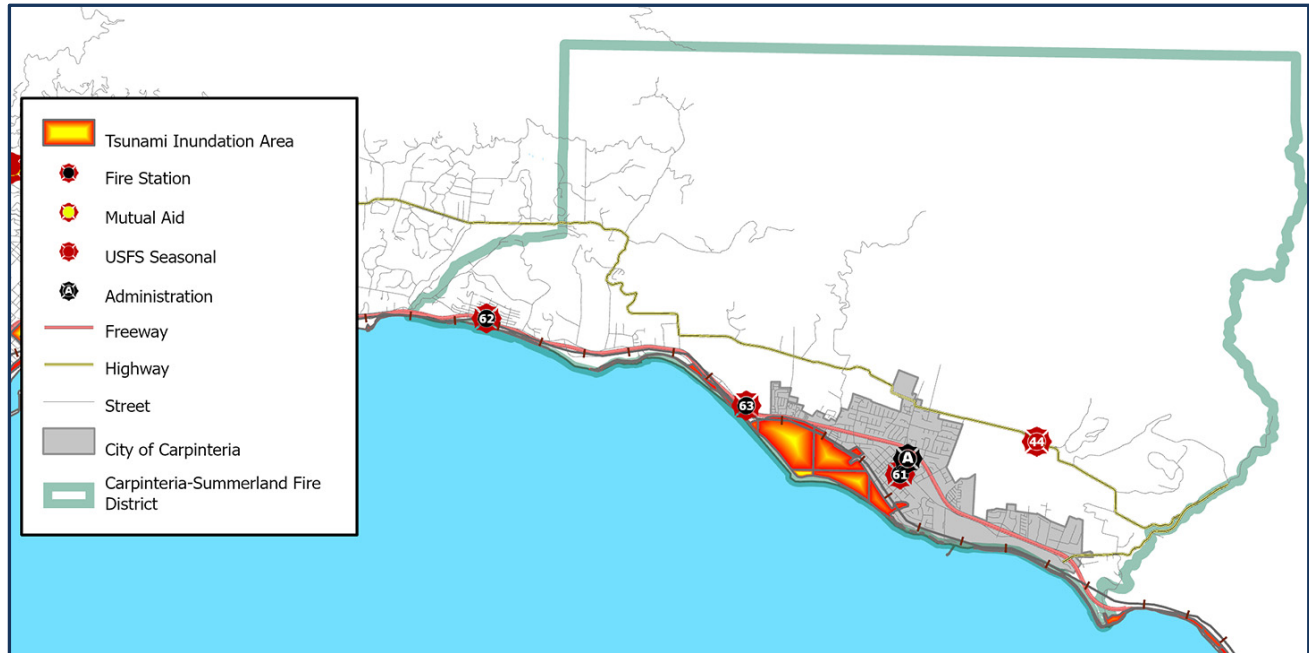 Tsunami Inundation Area
Fire Station
Mutual Aid
USFS Seasonal
A
Administration
Freeway
Highway
Street
City of Carpinteria
Carpinteria-Summerland Fire
District
62
63
44
A
61